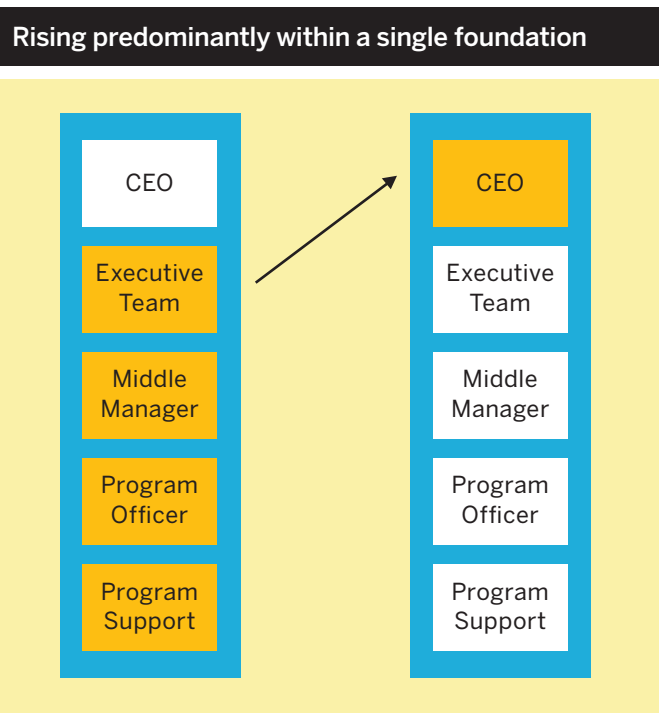 Rising predominantly within a single foundation
CEO
Executive
Team
Middle
Manager
Program
Officer
Program
Support
CEO
Executive
Team
Middle
Manager
Program
Officer
Program
Support